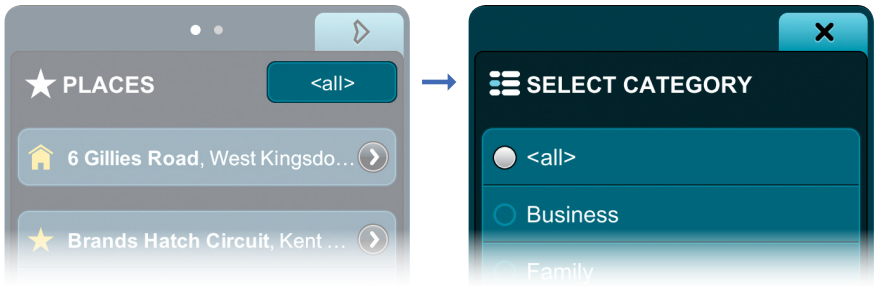 PLACES
<all>
6 Gillies Road, West Kingsdo...
Brands Hatch Circuit, Kent ...
SELECT CATEGORY
<all>
Business
Family